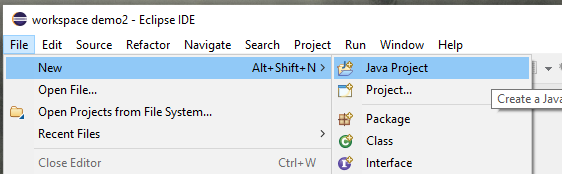 workspace demo2 - Eclipse IDE
File Edit Source Refactor Navigate Search Project Run Window Help
New Alt+Shift+N > Java Project
Open File... Project...
Create a Java
Open Projects from File System... Package
Recent Files > Class
Close Editor Ctrl+W Interface